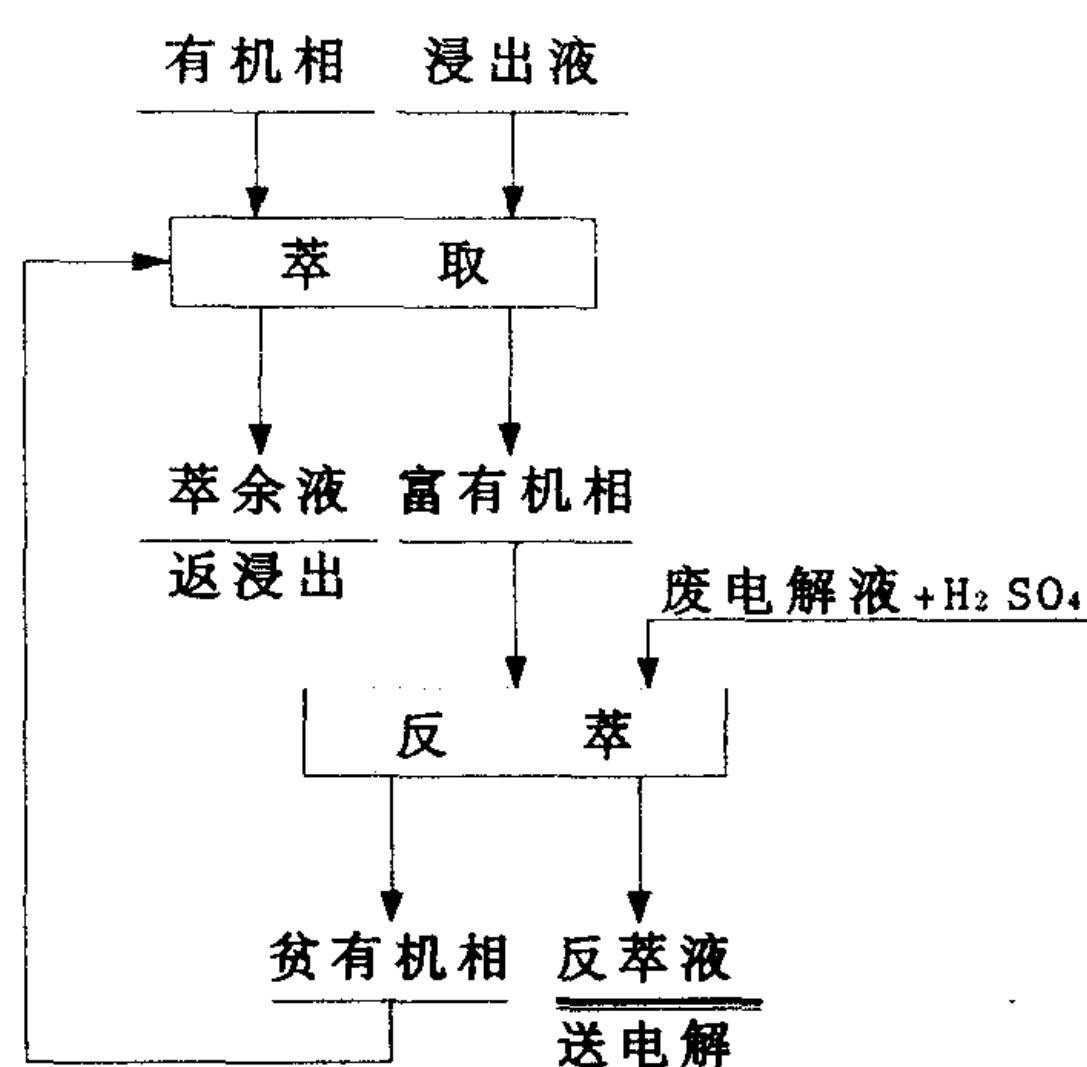 有机相 浸出液
萃 取
萃余液 富有机相
返浸出
废电解液+H₂SO₄
反 萃
贫有机相 反萃液
送电解